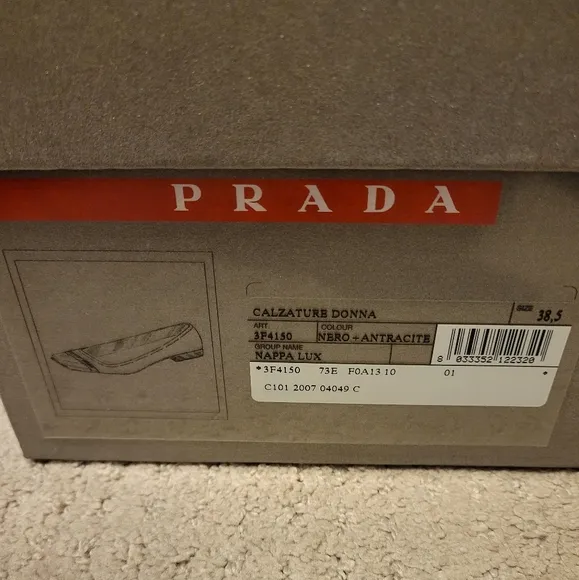 PRADA
CALZATURE DONNA SIZE 38,5
ART. COLOUR
3F4150 NERO+ANTRACITE
GROUP NAME
NAPPA LUX
8 033352 122320
*3F4150 73E F0A13 10 01 *
C101 2007 04049 C